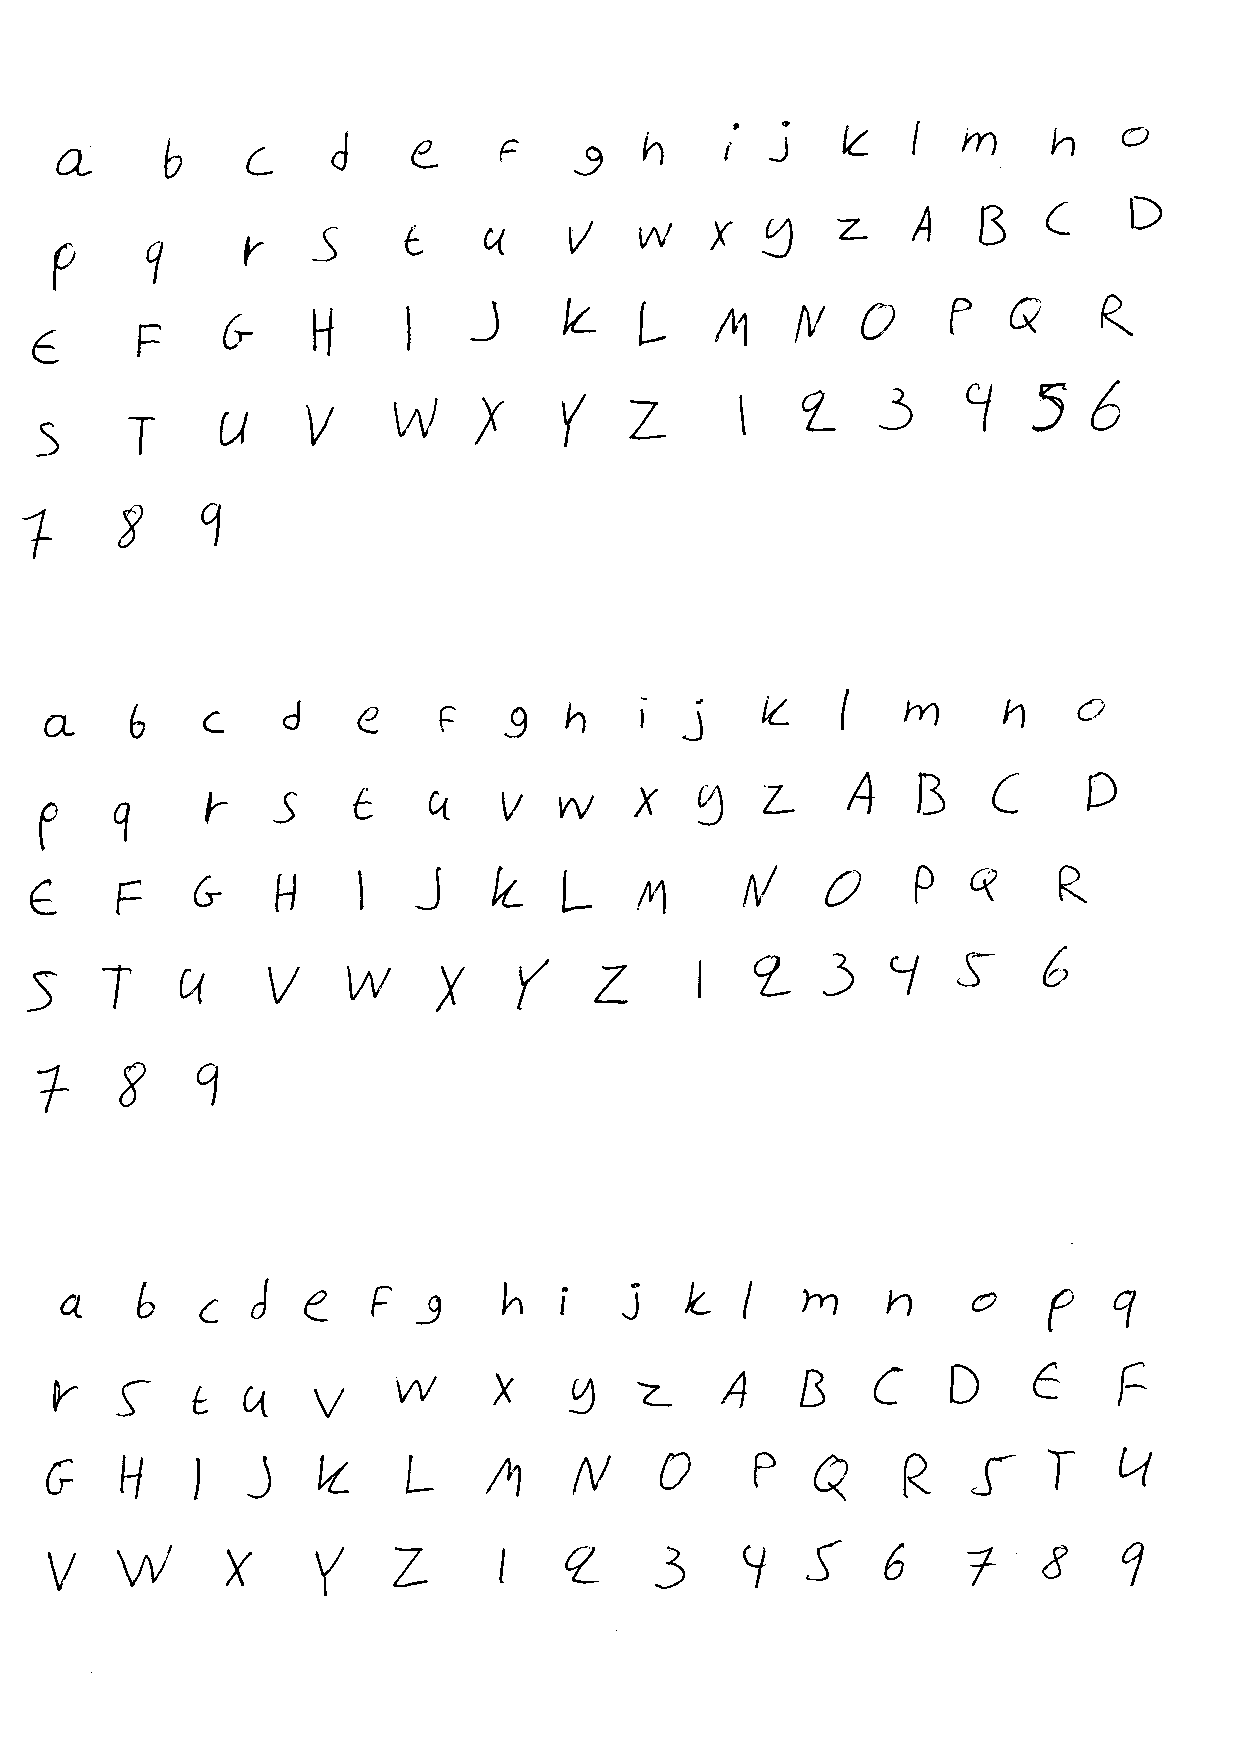 a b c d e f g h i j k l m n o
p q r s t u v w x y z A B C D
E F G H I J K L M N O P Q R
S T U V W X Y Z 1 2 3 4 5 6
7 8 9
a b c d e f g h i j k l m n o
p q r s t u v w x y z A B C D
E F G H I J K L M N O P Q R
S T U V W X Y Z 1 2 3 4 5 6
7 8 9
a b c d e f g h i j k l m n o p q
r s t u v w x y z A B C D E F
G H I J K L M N O P Q R S T U
V W X Y Z 1 2 3 4 5 6 7 8 9